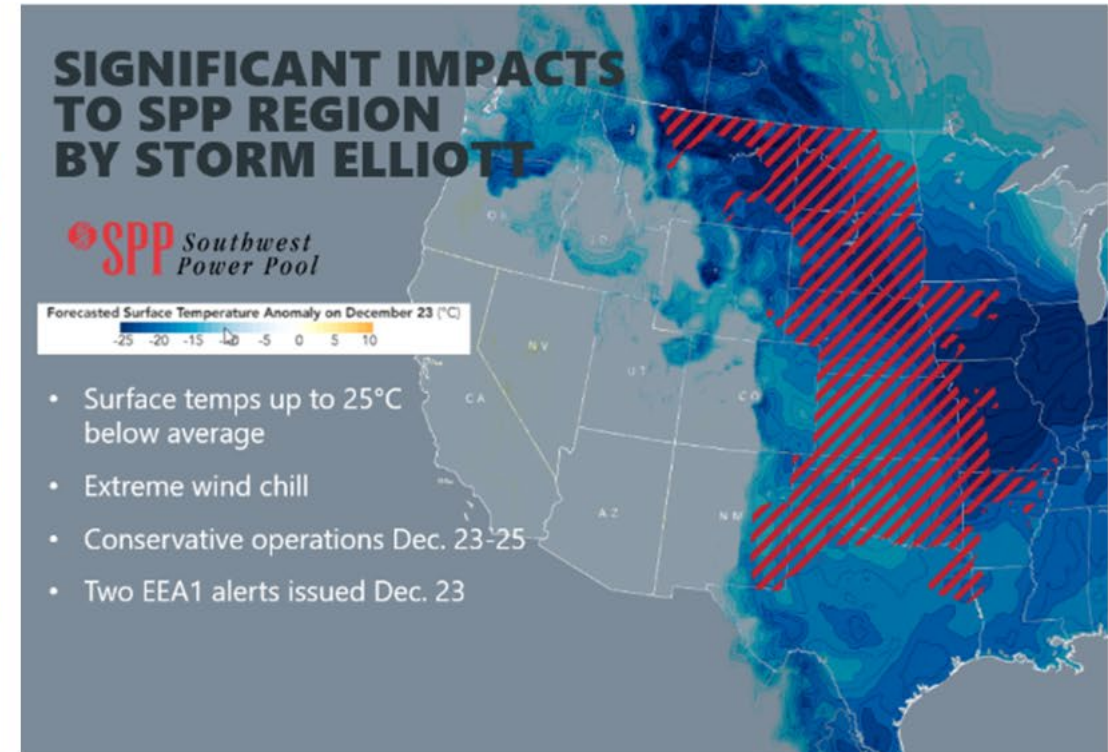 SIGNIFICANT IMPACTS
TO SPP REGION
BY STORM ELLIOTT
SPP Southwest
Power Pool
Forecasted Surface Temperature Anomaly on December 23 (°C)
-25 -20 -15 -10 -5 0 5 10
• Surface temps up to 25°C
below average
• Extreme wind chill
• Conservative operations Dec. 23-25
• Two EEA1 alerts issued Dec. 23
ID
NV
UT
CA
CO
AZ
NM